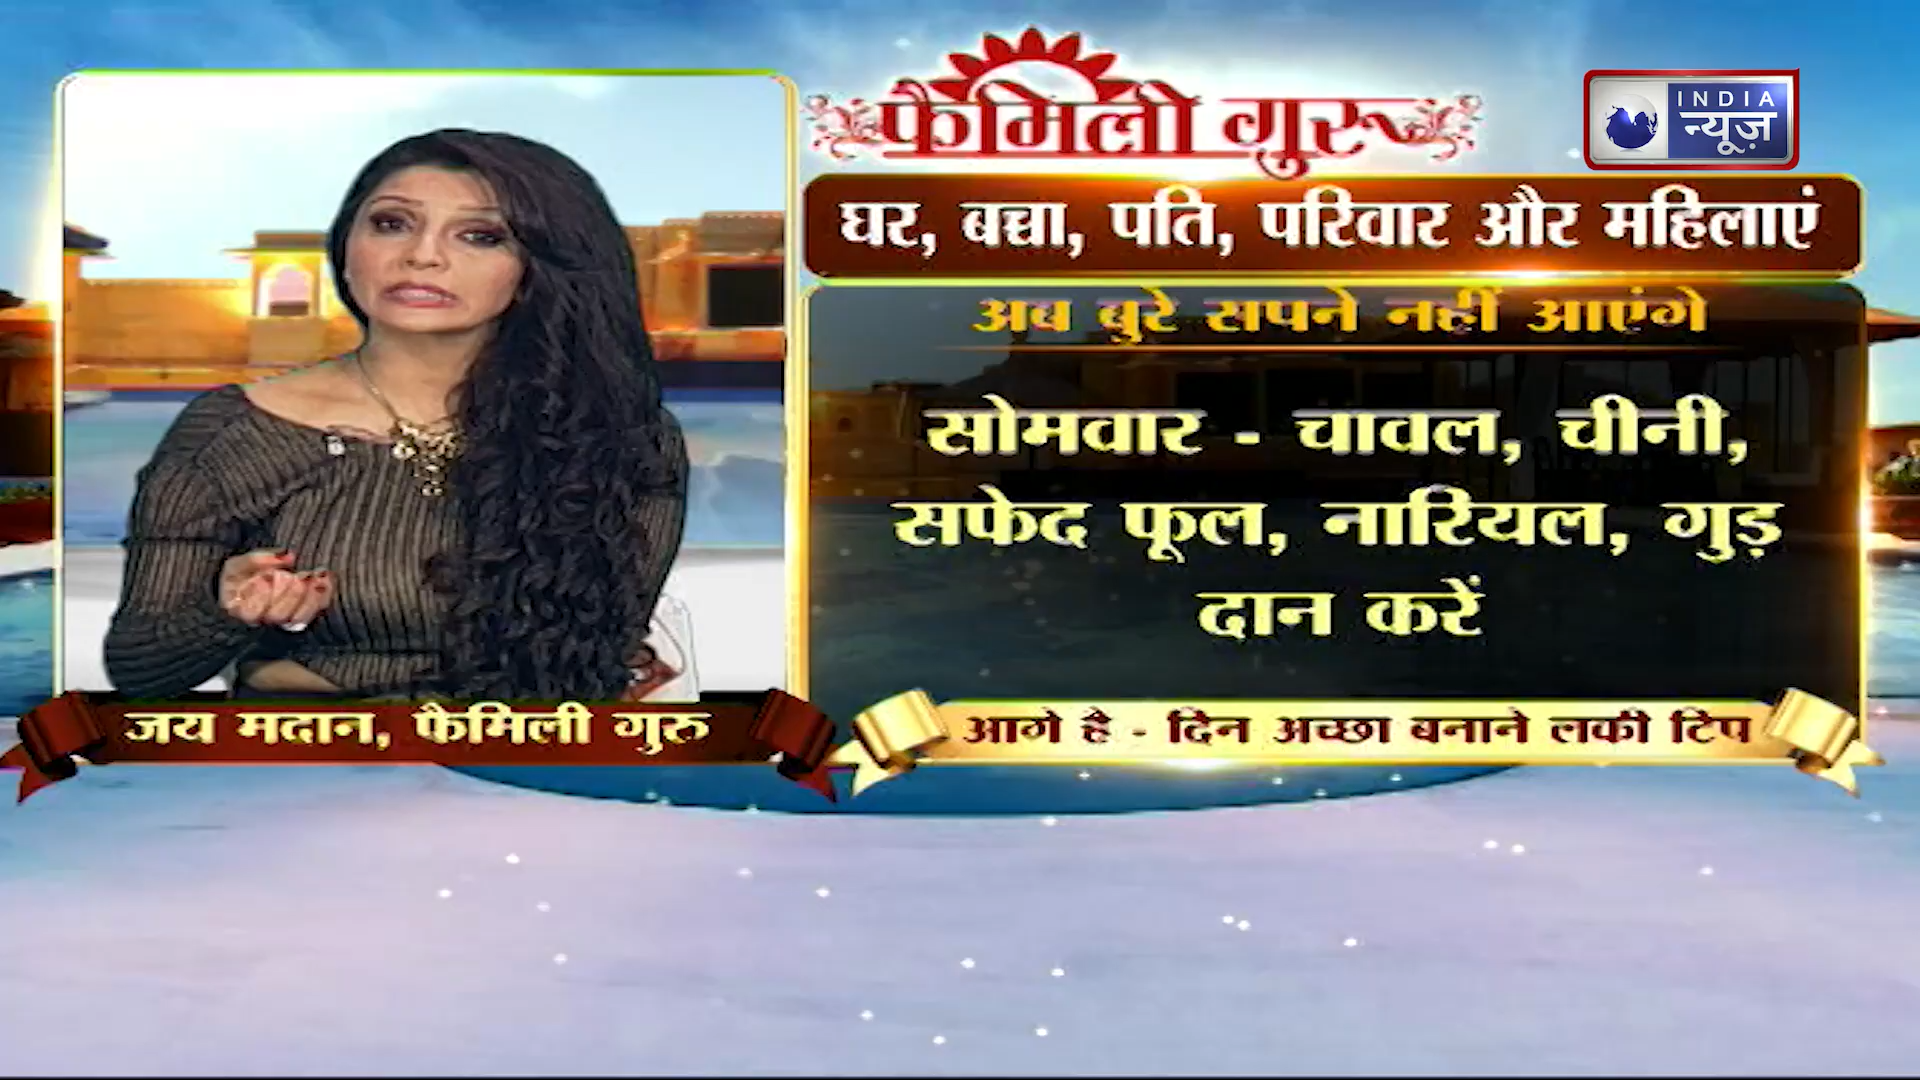 फैमिली गुरू
INDIA
न्यूज़
घर, बच्चा, पति, परिवार और महिलाएं
अब बुरे सपने नहीं आएंगे
सोमवार - चावल, चीनी,
सफेद फूल, नारियल, गुड़
दान करें
जय मदान, फैमिली गुरु
आगे है - दिन अच्छा बनाने लकी टिप